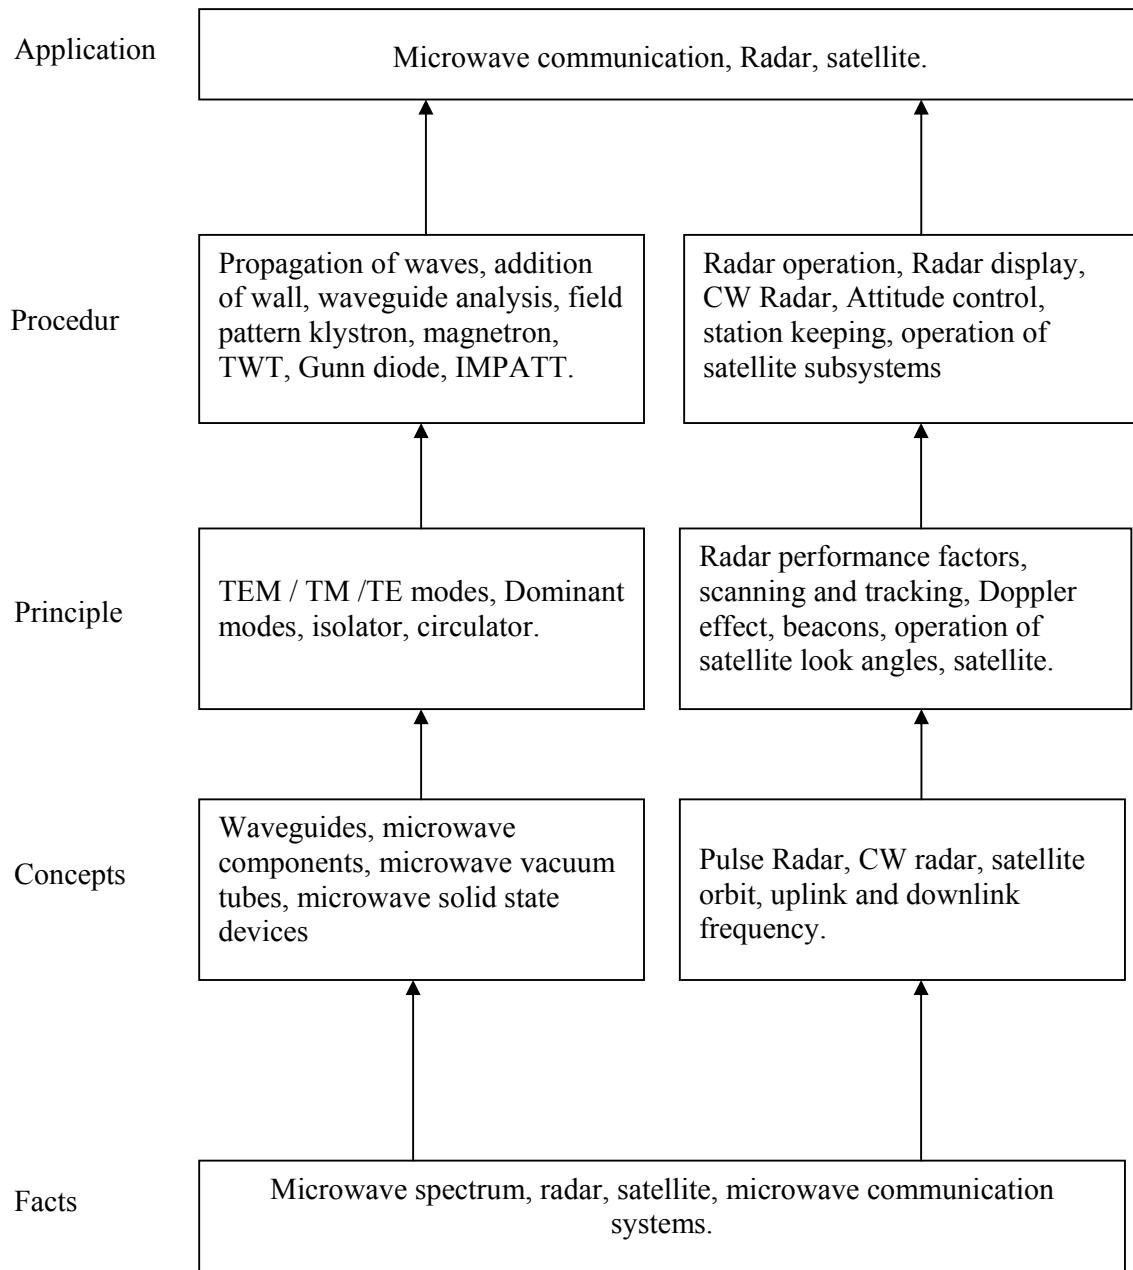 Application
Microwave communication, Radar, satellite.
Procedur
Propagation of waves, addition
of wall, waveguide analysis, field
pattern klystron, magnetron,
TWT, Gunn diode, IMPATT.
Radar operation, Radar display,
CW Radar, Attitude control,
station keeping, operation of
satellite subsystems
Principle
TEM / TM /TE modes, Dominant
modes, isolator, circulator.
Radar performance factors,
scanning and tracking, Doppler
effect, beacons, operation of
satellite look angles, satellite.
Concepts
Waveguides, microwave
components, microwave vacuum
tubes, microwave solid state
devices
Pulse Radar, CW radar, satellite
orbit, uplink and downlink
frequency.
Facts
Microwave spectrum, radar, satellite, microwave communication
systems.